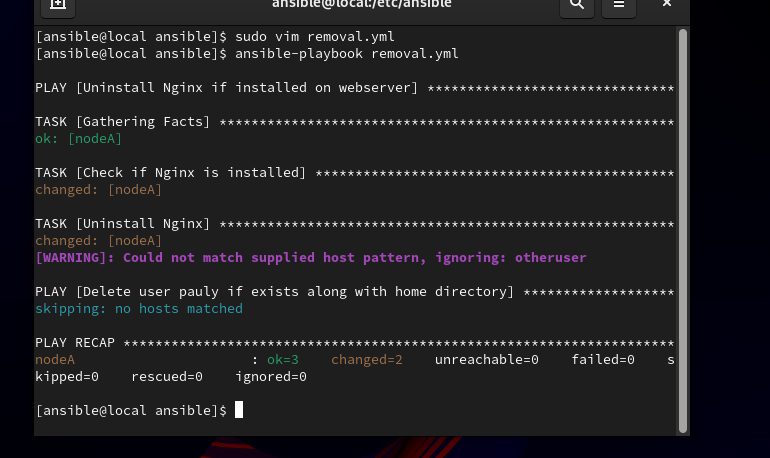 ansible@local:/etc/ansible
[ansible@local ansible]$ sudo vim removal.yml
[ansible@local ansible]$ ansible-playbook removal.yml
PLAY [Uninstall Nginx if installed on webserver] *******************************
TASK [Gathering Facts] *********************************************************
ok: [nodeA]
TASK [Check if Nginx is installed] *********************************************
changed: [nodeA]
TASK [Uninstall Nginx] *********************************************************
changed: [nodeA]
[WARNING]: Could not match supplied host pattern, ignoring: otheruser
PLAY [Delete user pauly if exists along with home directory] *******************
skipping: no hosts matched
PLAY RECAP *********************************************************************
nodeA                      : ok=3    changed=2    unreachable=0    failed=0    s
kipped=0    rescued=0    ignored=0
[ansible@local ansible]$